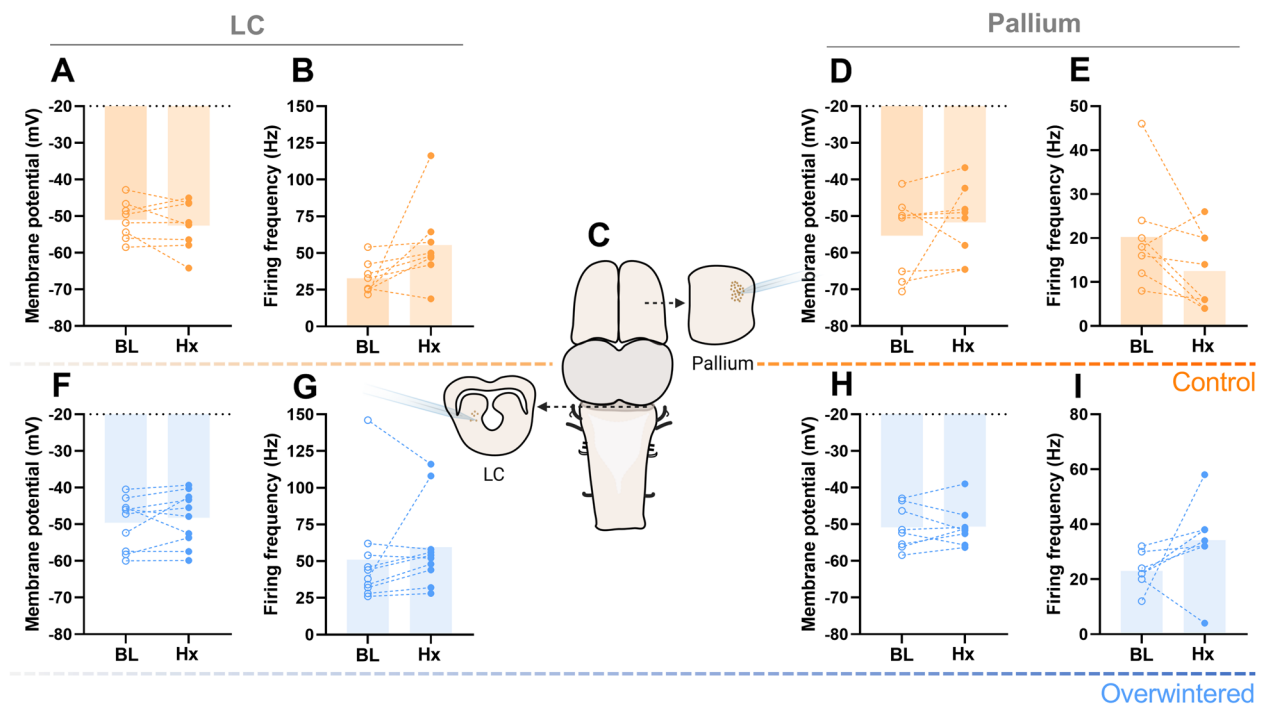 LC
Pallium
A
B
D
E
Membrane potential (mV)
-20
-30
-40
-50
-60
-70
-80
BL
Hx
Firing frequency (Hz)
150
125
100
75
50
25
0
BL
Hx
C
Pallium
LC
Membrane potential (mV)
-20
-30
-40
-50
-60
-70
-80
BL
Hx
Firing frequency (Hz)
50
40
30
20
10
0
BL
Hx
Control
F
G
H
I
Membrane potential (mV)
-20
-30
-40
-50
-60
-70
-80
BL
Hx
Firing frequency (Hz)
150
125
100
75
50
25
0
BL
Hx
Membrane potential (mV)
-20
-30
-40
-50
-60
-70
-80
BL
Hx
Firing frequency (Hz)
80
60
40
20
0
BL
Hx
Overwintered